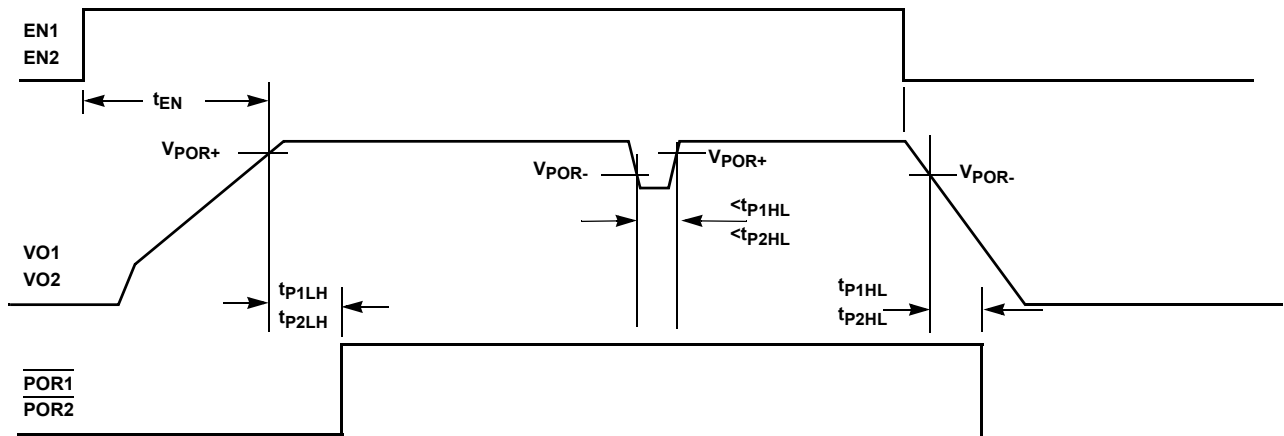 EN1
EN2
tEN
VPOR+
VPOR-
VPOR+
VPOR-
<tP1HL
<tP2HL
VO1
VO2
tP1LH
tP2LH
tP1HL
tP2HL
POR1
POR2